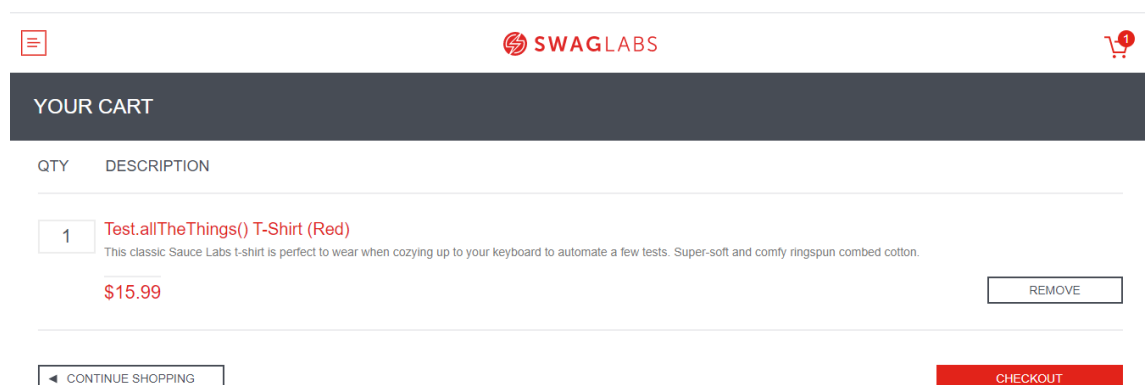 SWAGLABS
1
YOUR CART
QTY DESCRIPTION
1 Test.allTheThings() T-Shirt (Red)
This classic Sauce Labs t-shirt is perfect to wear when cozying up to your keyboard to automate a few tests. Super-soft and comfy ringspun combed cotton.
$15.99
REMOVE
◄ CONTINUE SHOPPING
CHECKOUT